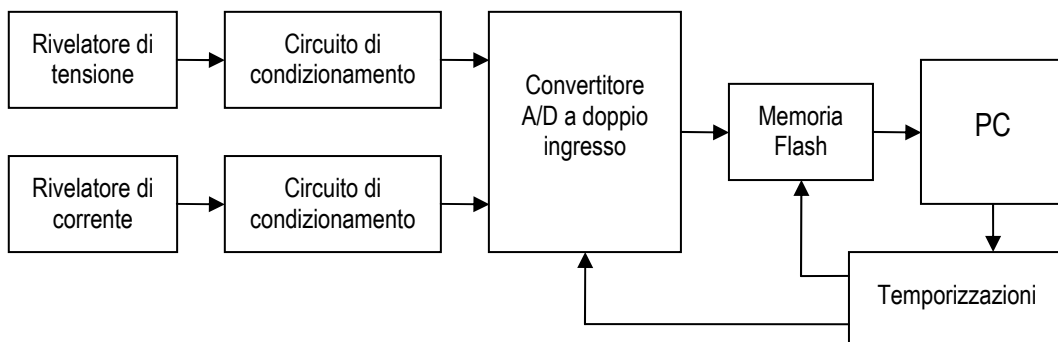 Rivelatore di
tensione
Circuito di
condizionamento
Convertitore
A/D a doppio
ingresso
Memoria
Flash
PC
Rivelatore di
corrente
Circuito di
condizionamento
Temporizzazioni